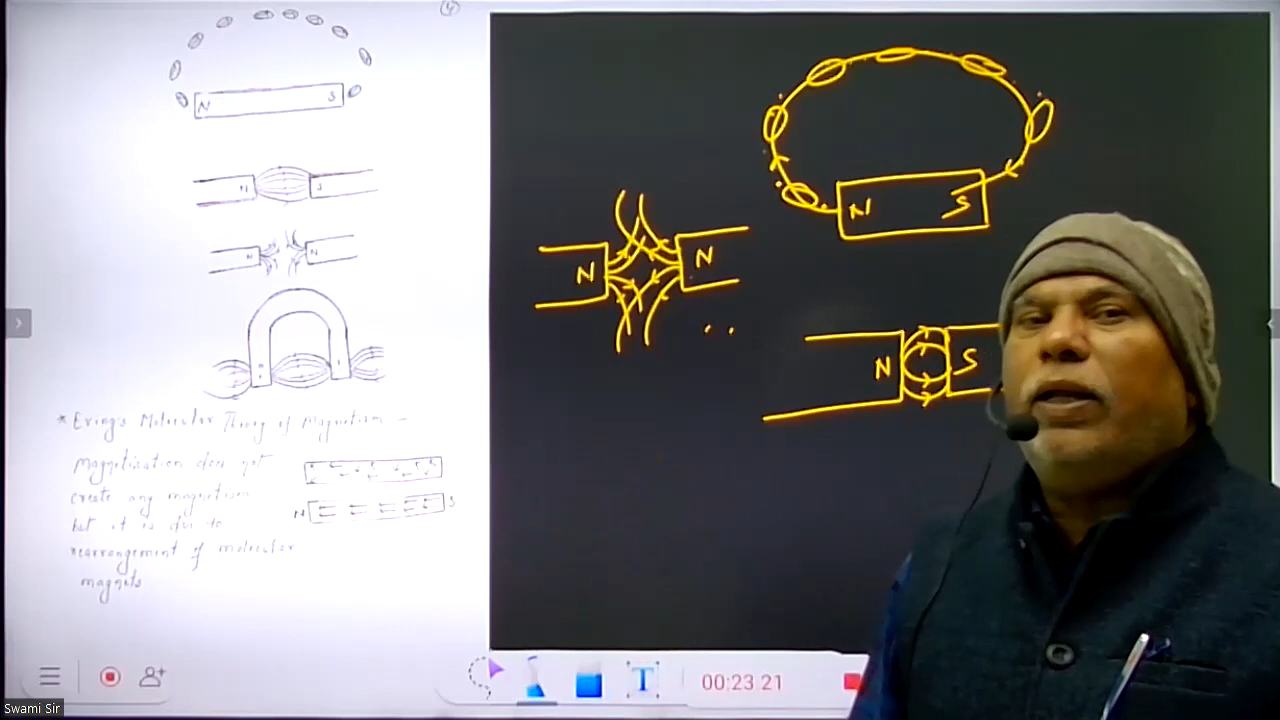 4
N S
N S
N N
* Ewing's Molecular Theory of Magnetism -
Magnetization does not
create any magnetism
but it is due to
rearrangement of molecular
magnets
N S
N S
N N
N S
T
00:23 21
Swami Sir